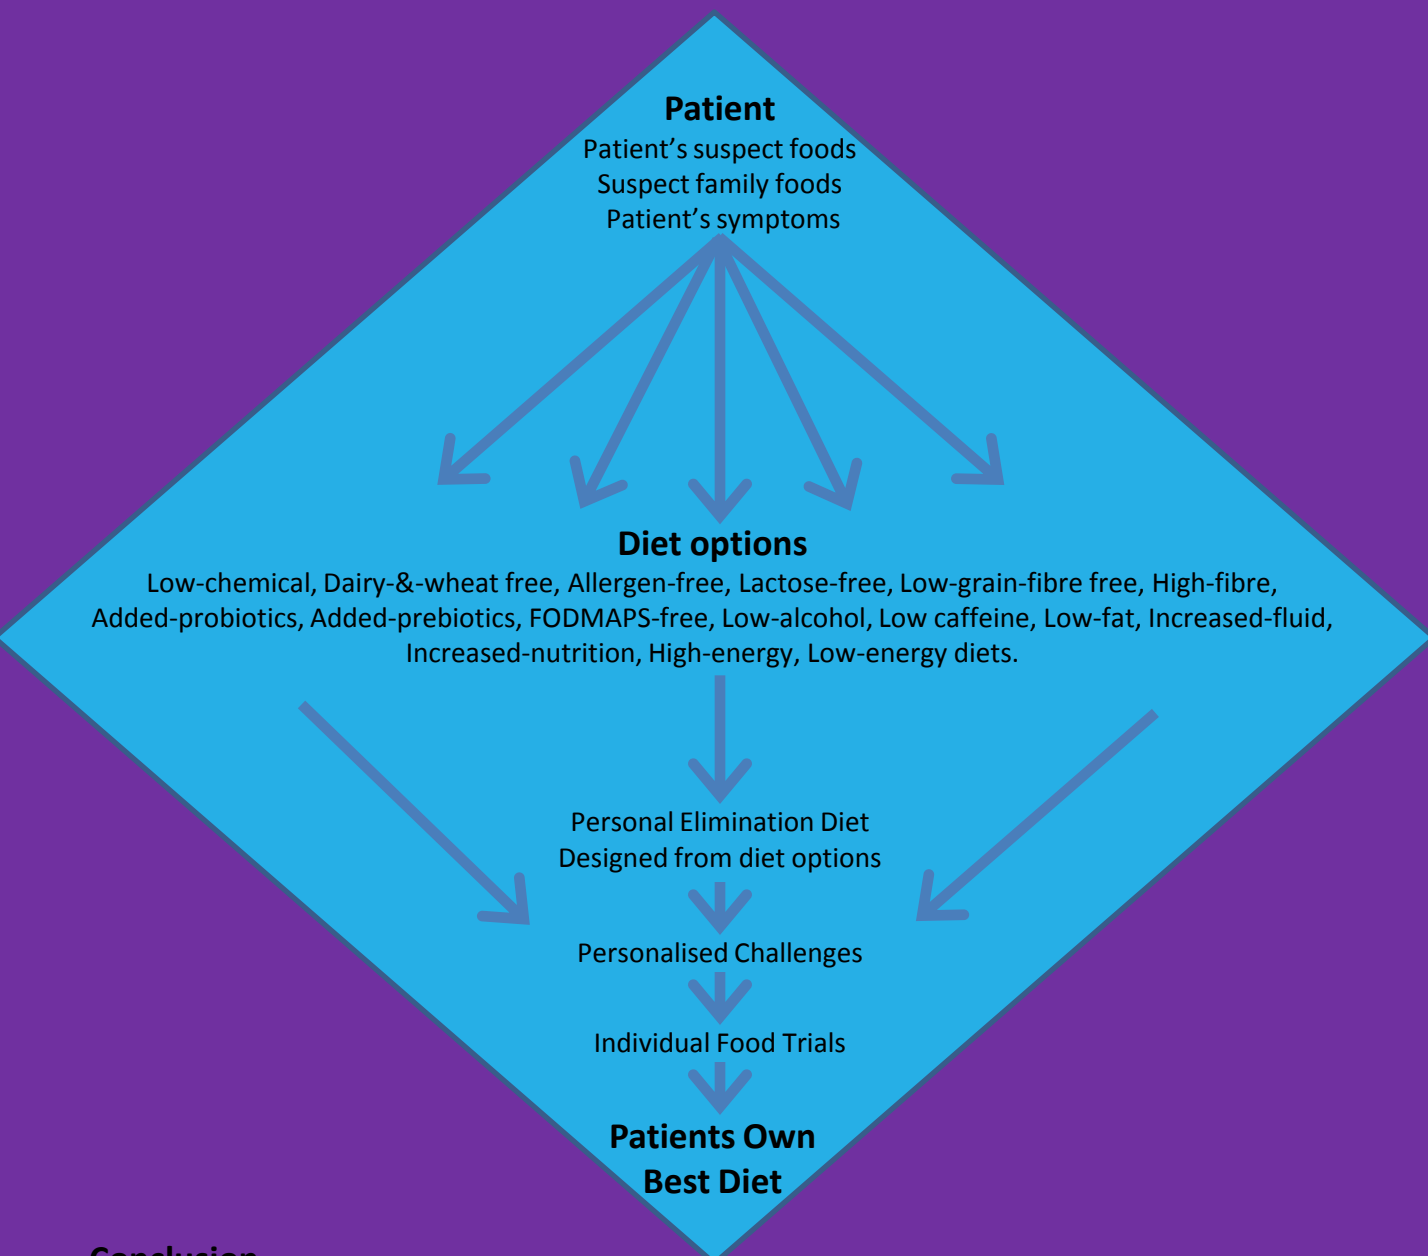 Patient
Patient’s suspect foods
Suspect family foods
Patient’s symptoms
Diet options
Low-chemical, Dairy-&-wheat free, Allergen-free, Lactose-free, Low-grain-fibre free, High-fibre,
Added-probiotics, Added-prebiotics, FODMAPS-free, Low-alcohol, Low caffeine, Low-fat, Increased-fluid,
Increased-nutrition, High-energy, Low-energy diets.
Personal Elimination Diet
Designed from diet options
Personalised Challenges
Individual Food Trials
Patients Own
Best Diet
Conclusion